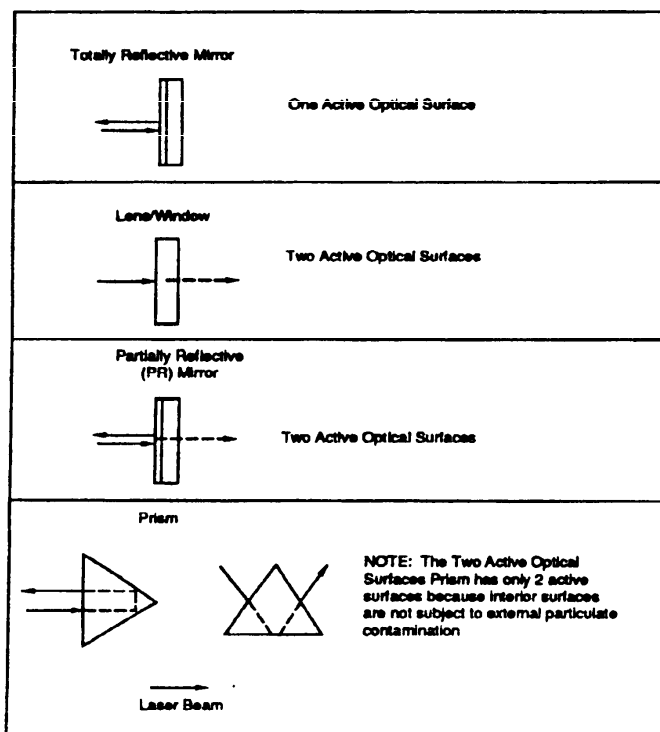 Totally Reflective Mirror
One Active Optical Surface
Lens/Window
Two Active Optical Surfaces
Partially Reflective
(PR) Mirror
Two Active Optical Surfaces
Prism
NOTE: The Two Active Optical
Surfaces Prism has only 2 active
surfaces because interior surfaces
are not subject to external particulate
contamination
Laser Beam